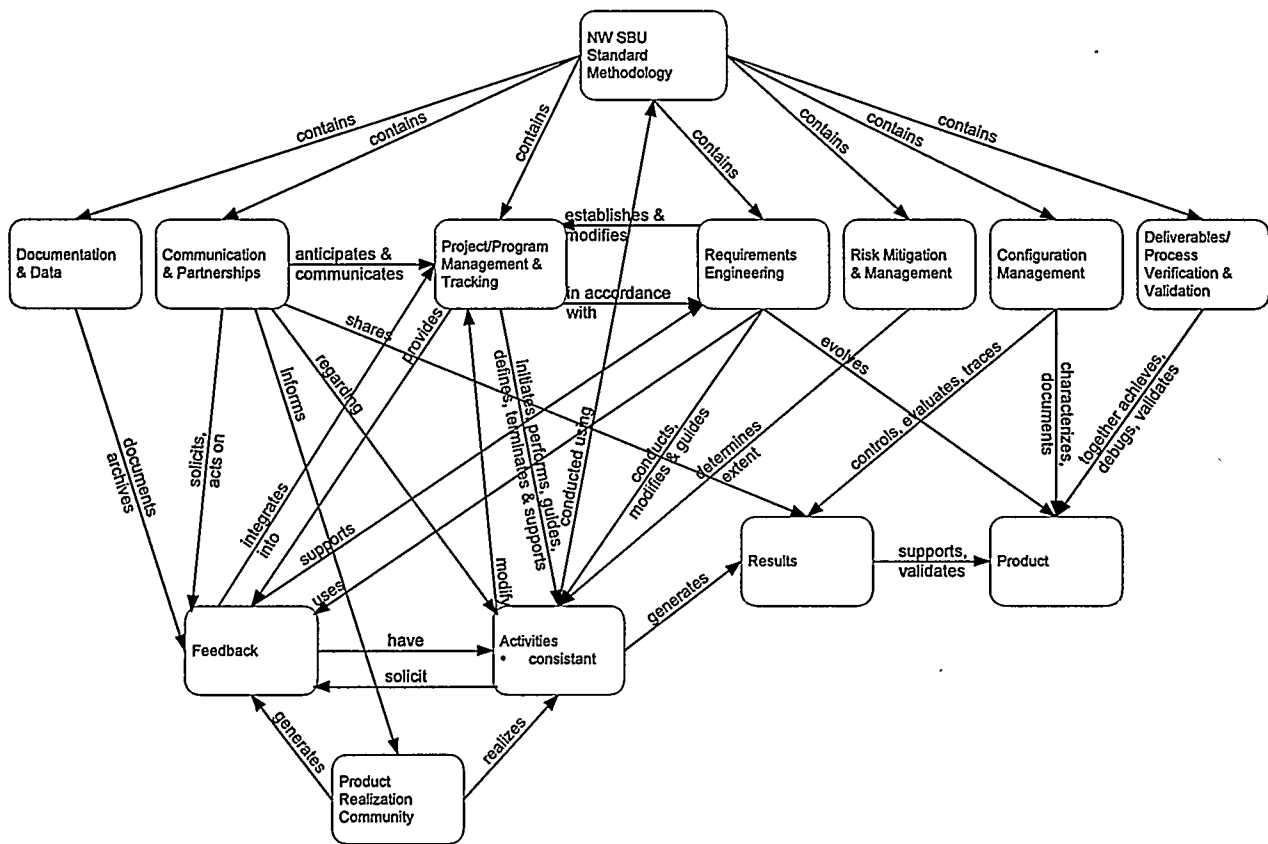 NW SBU
Standard
Methodology
contains
contains
contains
contains
contains
contains
contains
Documentation
& Data
Communication
& Partnerships
anticipates &
communicates
Project/Program
Management &
Tracking
establishes &
modifies
in accordance
with
Requirements
Engineering
Risk Mitigation
& Management
Configuration
Management
Deliverables/
Process
Verification &
Validation
documents
archives
solicits,
acts on
informs
regarding
shares
integrates
into
provides
supports
uses
modify
initiates, performs, guides,
defines, terminates & supports
conducted using
conducts,
modifies & guides
determines
extent
evolves
controls, evaluates, traces
characterizes,
documents
together achieves,
debugs, validates
Results
supports,
validates
Product
generates
Feedback
have
solicit
Activities
• consistant
generates
realizes
Product
Realization
Community